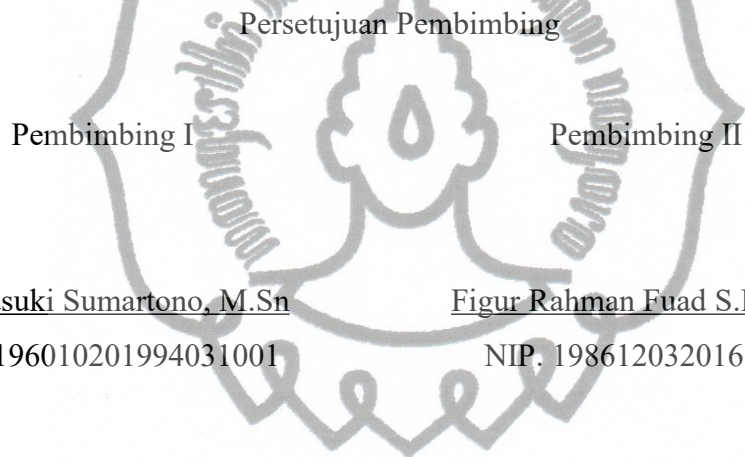 Persetujuan Pembimbing
Pembimbing I Pembimbing II
suki Sumartono, M.Sn Figur Rahman Fuad S.
196010201994031001 NIP. 198612032016